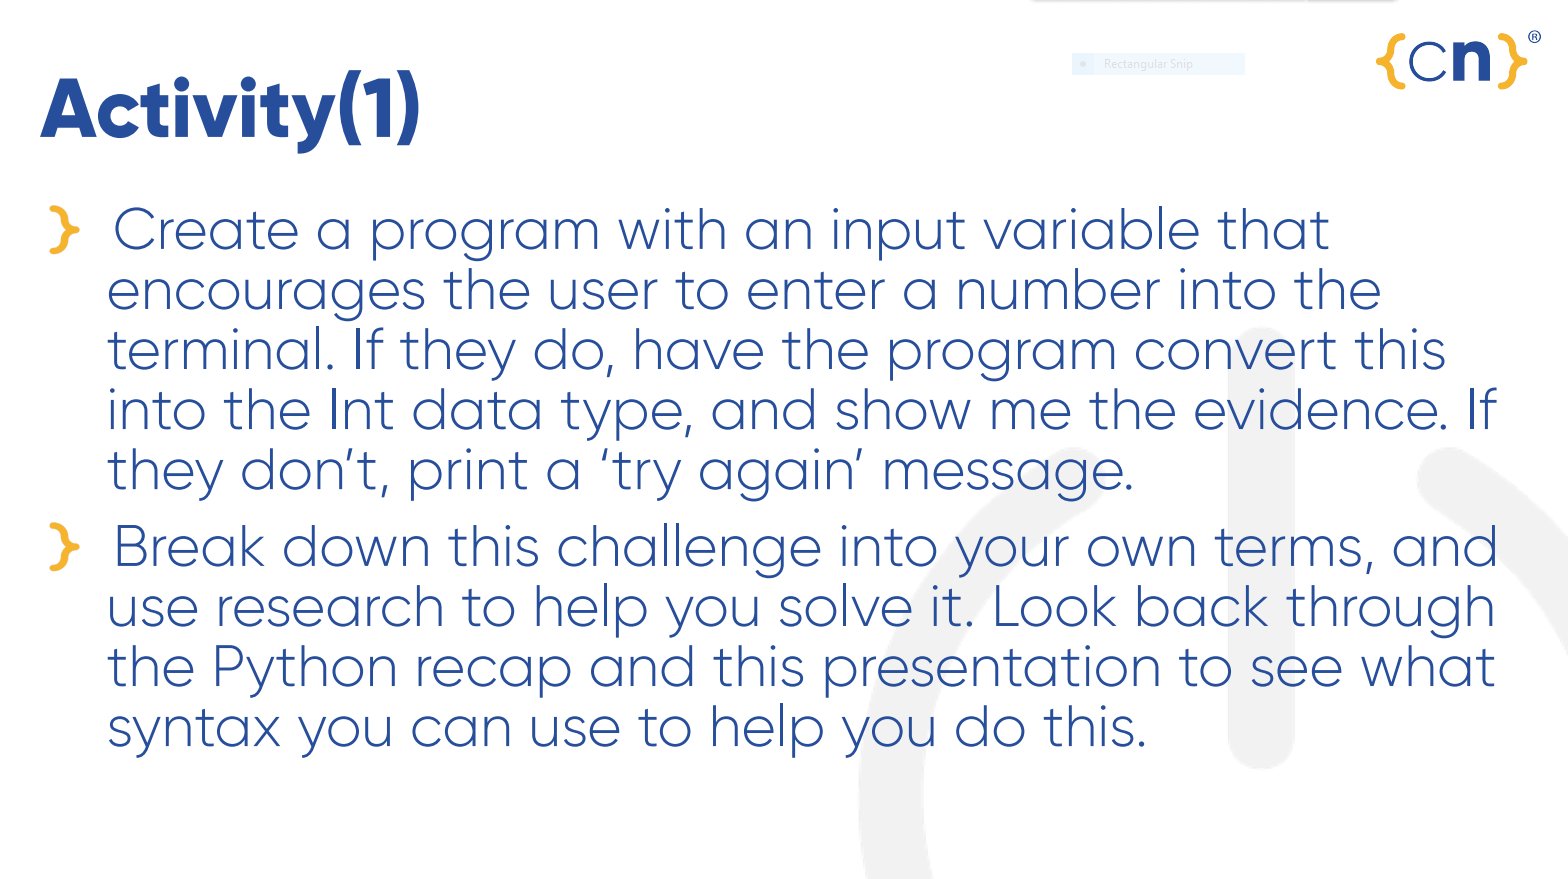 Rectangular Snip
{cn}®
Activity(1)
Create a program with an input variable that
encourages the user to enter a number into the
terminal. If they do, have the program convert this
into the Int data type, and show me the evidence. If
they don’t, print a ‘try again’ message.
Break down this challenge into your own terms, and
use research to help you solve it. Look back through
the Python recap and this presentation to see what
syntax you can use to help you do this.